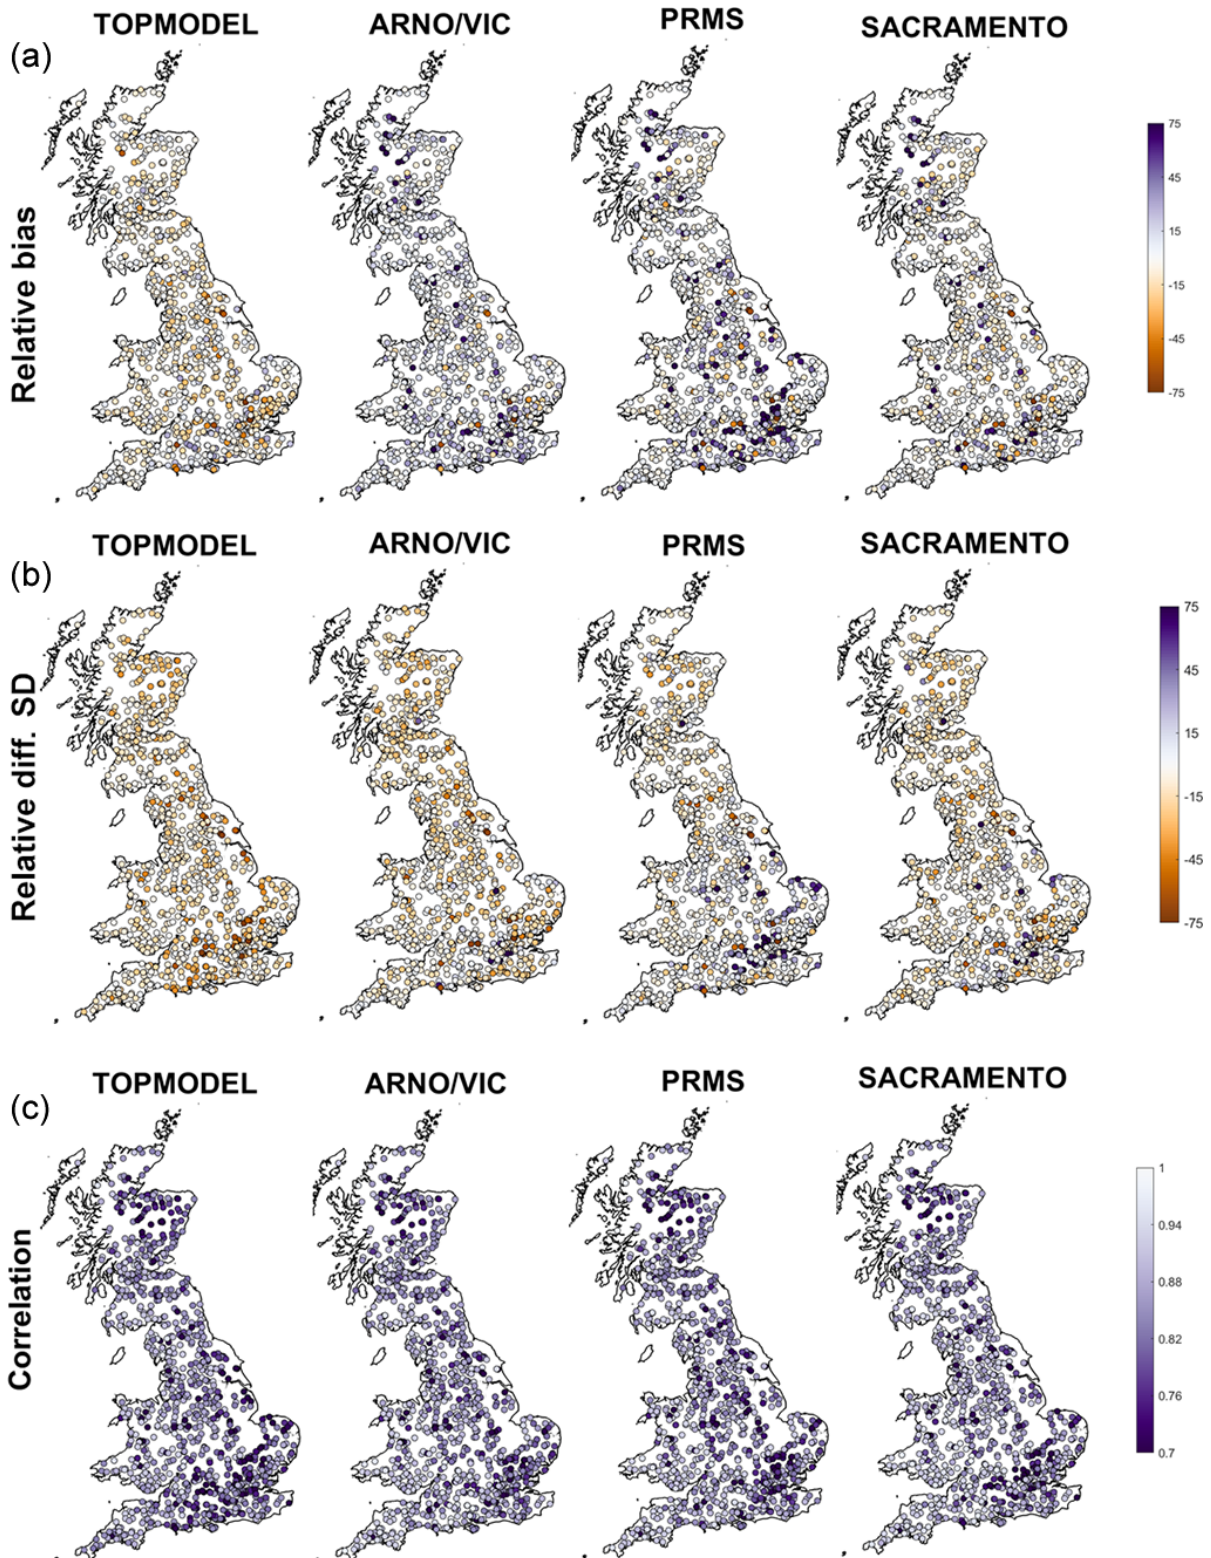 TOPMODEL ARNO/VIC PRMS SACRAMENTO
(a)
Relative bias
75
45
15
-15
-45
-75
TOPMODEL ARNO/VIC PRMS SACRAMENTO
(b)
Relative diff. SD
75
45
15
-15
-45
-75
TOPMODEL ARNO/VIC PRMS SACRAMENTO
(c)
Correlation
1
0.94
0.88
0.82
0.76
0.7